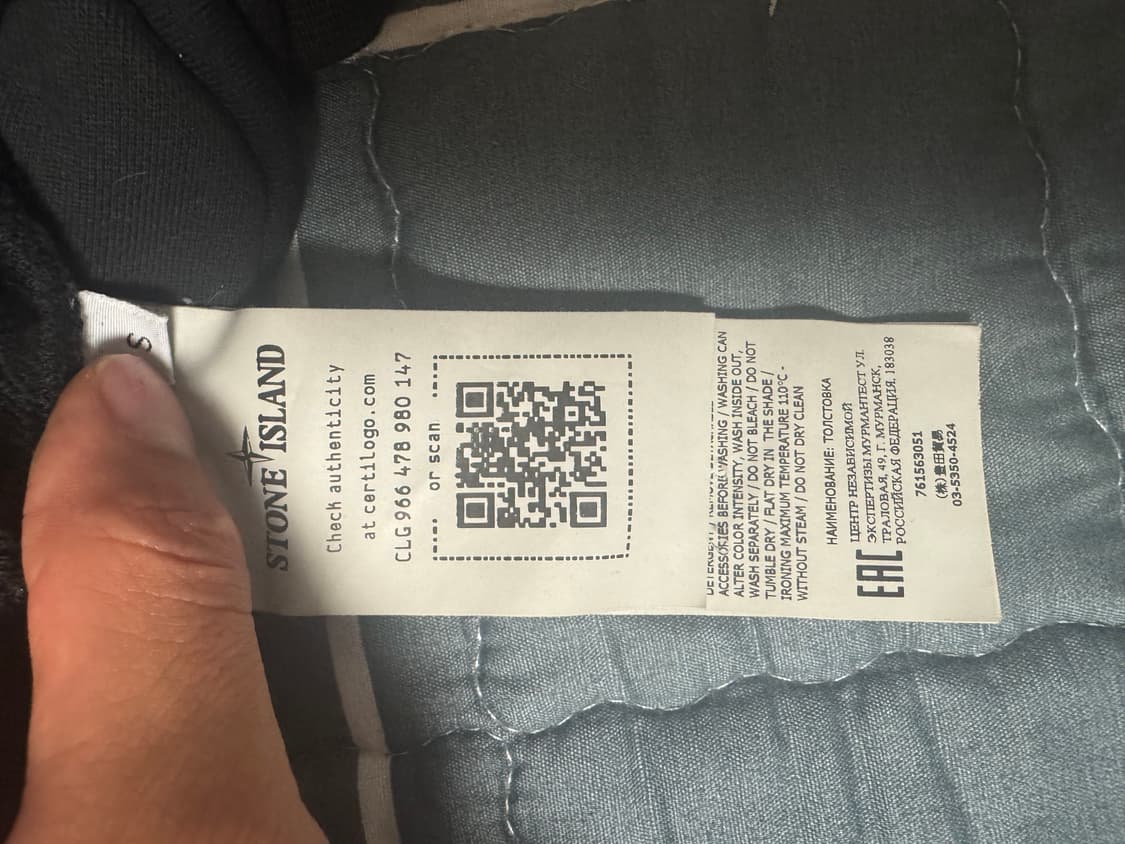 S
STONE ISLAND
Check authenticity
at certilogo.com
CLG 966 478 980 147
or scan
ACCESSORIES BEFORE WASHING / WASHING CAN
ALTER COLOR INTENSITY, WASH INSIDE OUT,
WASH SEPARATELY / DO NOT BLEACH / DO NOT
TUMBLE DRY / FLAT DRY IN THE SHADE /
IRONING MAXIMUM TEMPERATURE 110°C -
WITHOUT STEAM / DO NOT DRY CLEAN
НАИМЕНОВАНИЕ: ТОЛСТОВКА
ЦЕНТР НЕЗАВИСИМОЙ
ЭКСПЕРТИЗЫ МУРМАНТЕСТ УЛ.
ТРАЛОВАЯ, 49, Г. МУРМАНСК,
РОССИЙСКАЯ ФЕДЕРАЦИЯ, 183038
EAC
761563051
(株)豊田貿易
03-5350-4524